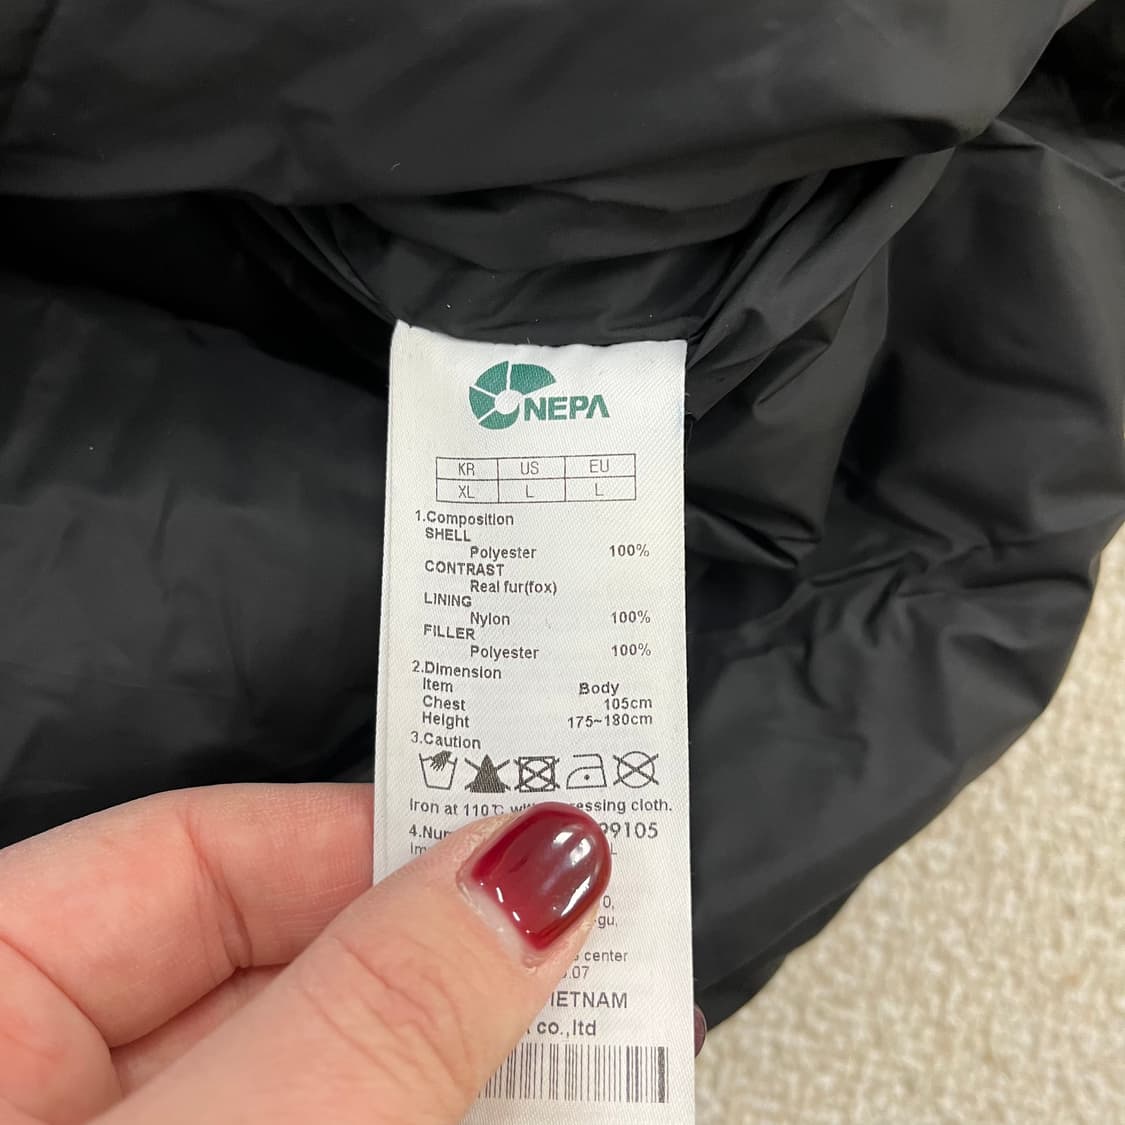 NEPA
KR US EU
XL L L
1.Composition
SHELL
Polyester 100%
CONTRAST
Real fur(fox)
LINING
Nylon 100%
FILLER
Polyester 100%
2.Dimension
Item Body
Chest 105cm
Height 175~180cm
3.Caution
Iron at 110℃ cloth.
99105
center
.07
co.,ltd